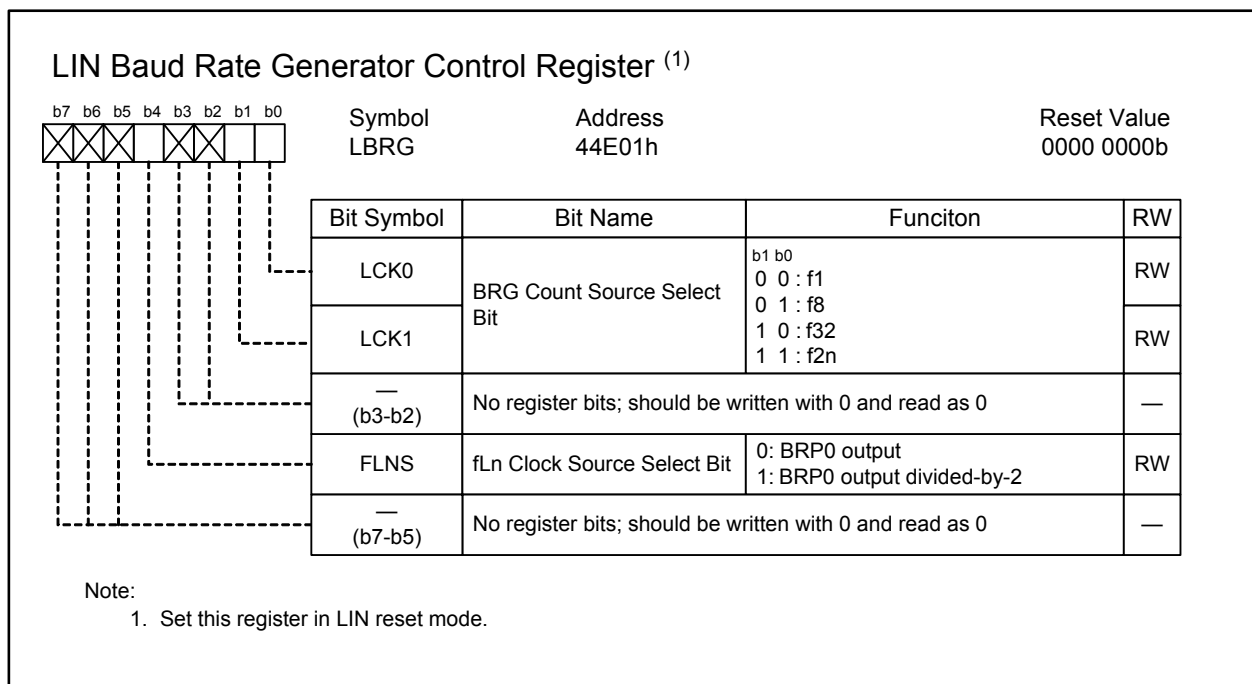 LIN Baud Rate Generator Control Register (1)
b7 b6 b5 b4 b3 b2 b1 b0
Symbol Address Reset Value
LBRG 44E01h 0000 0000b
Bit Symbol Bit Name Funciton RW
LCK0 RW
BRG Count Source Select
Bit
b1 b0
0 0 : f1
0 1 : f8
1 0 : f32
1 1 : f2n
LCK1 RW
—
(b3-b2)
No register bits; should be written with 0 and read as 0 —
FLNS fLn Clock Source Select Bit
0: BRP0 output
1: BRP0 output divided-by-2
RW
—
(b7-b5)
No register bits; should be written with 0 and read as 0 —
Note:
1. Set this register in LIN reset mode.